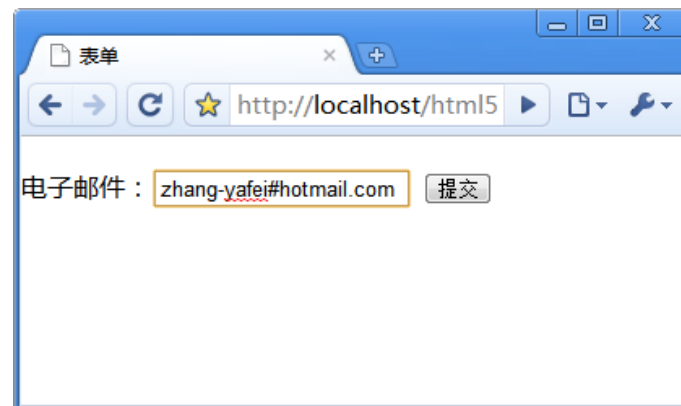 表单
http://localhost/html5
电子邮件： zhang-yafei#hotmail.com 提交